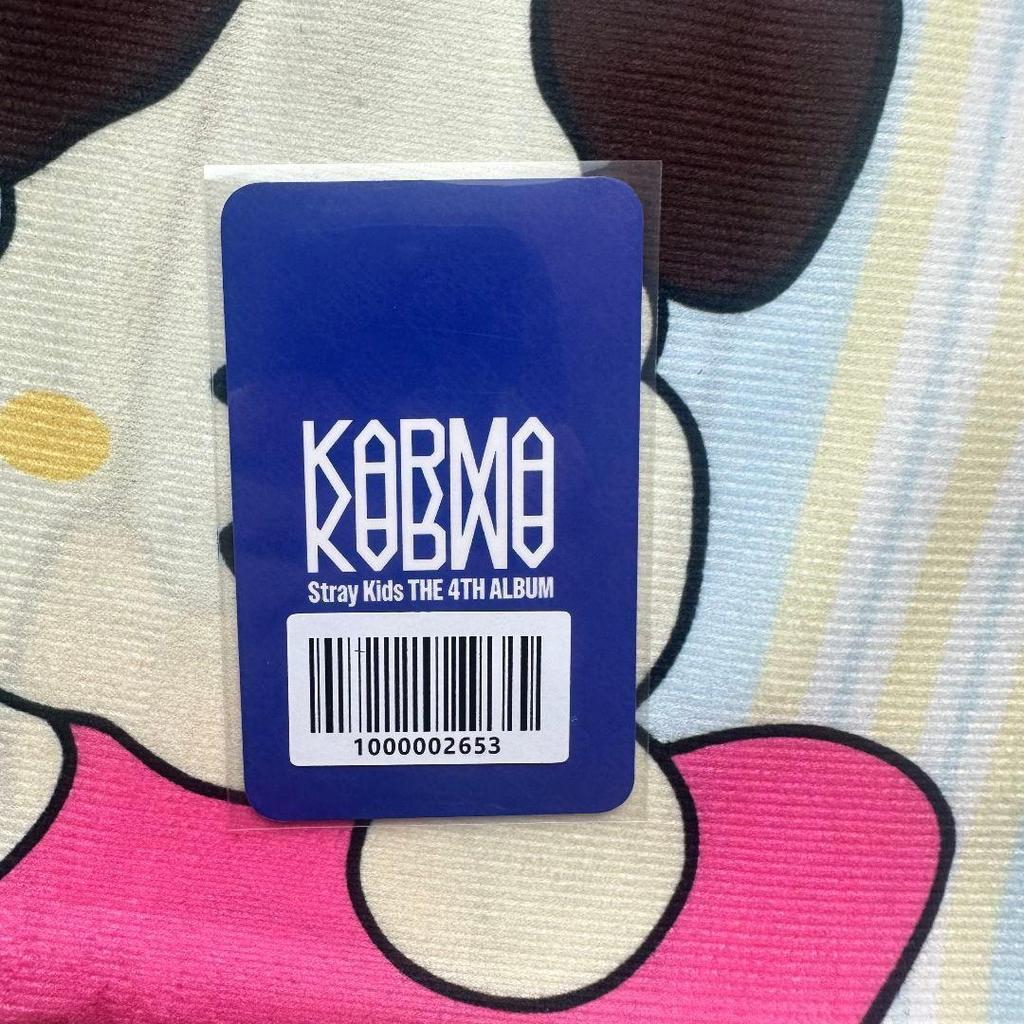 KARMA
Stray Kids THE 4TH ALBUM
1000002653